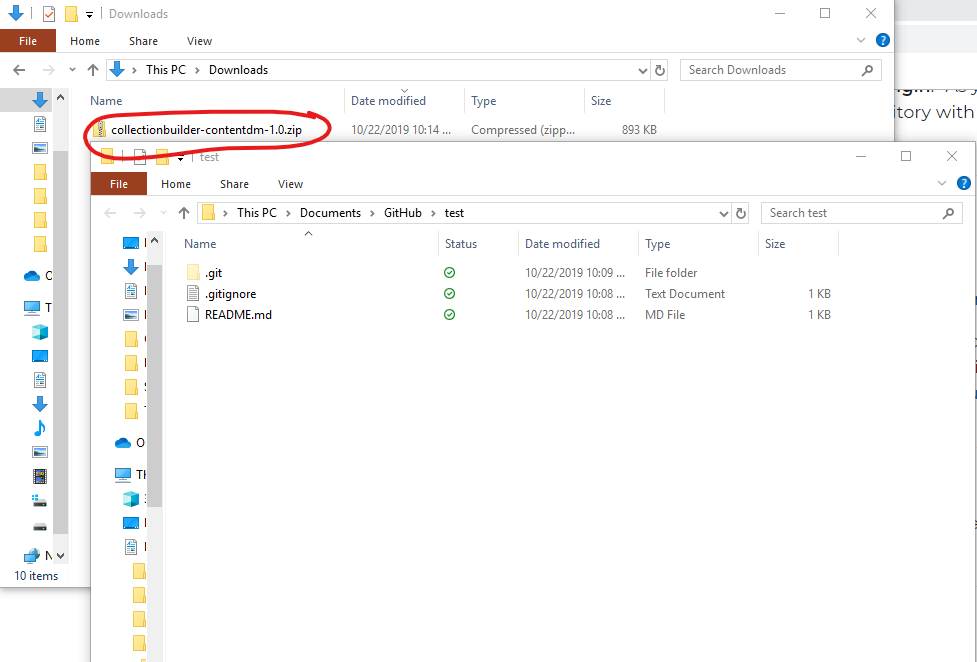 Downloads
File Home Share View
This PC Downloads Search Downloads
Name Date modified Type Size
collectionbuilder-contentdm-1.0.zip 10/22/2019 10:14 ... Compressed (zipp... 893 KB
itory with
test
File Home Share View
This PC Documents GitHub test Search test
Name Status Date modified Type Size
.git 10/22/2019 10:09 ... File folder
.gitignore 10/22/2019 10:08 ... Text Document 1 KB
README.md 10/22/2019 10:08 ... MD File 1 KB
10 items